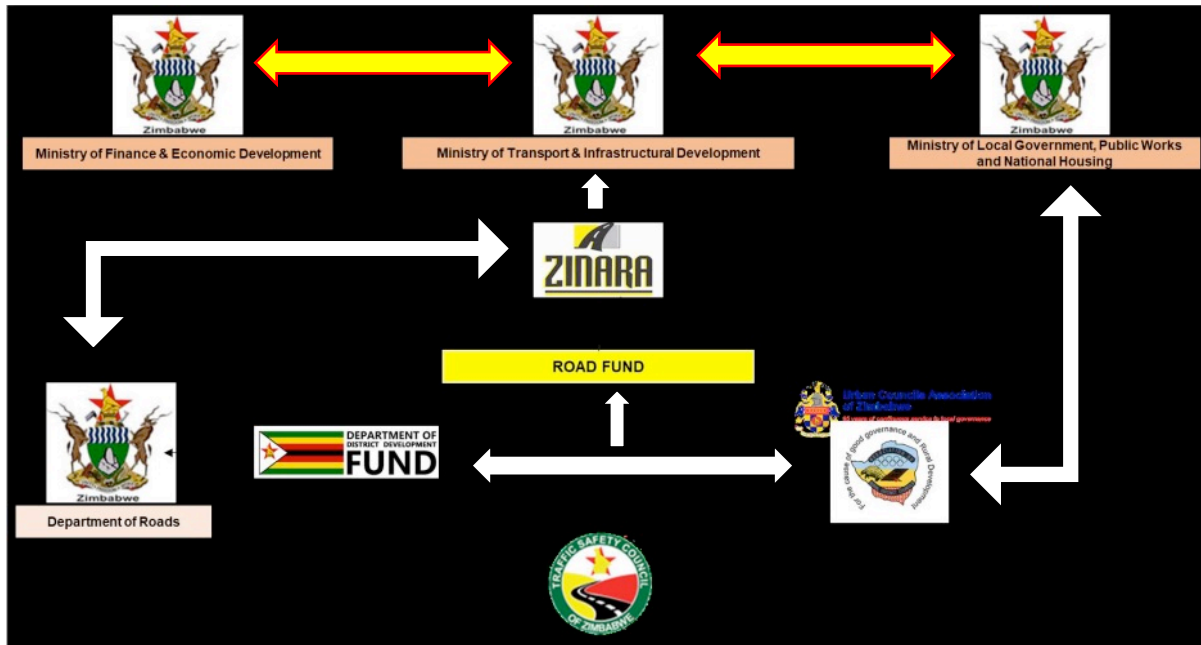 Zimbabwe
Zimbabwe
Zimbabwe
Ministry of Finance & Economic Development
Ministry of Transport & Infrastructural Development
Ministry of Local Government, Public Works
and National Housing
ZINARA
ROAD FUND
Urban Councils Association
of Zimbabwe
DEPARTMENT OF
DISTRICT DEVELOPMENT
FUND
For the cause of good governance and Rural Development
Zimbabwe
Department of Roads
TRAFFIC SAFETY COUNCIL
OF ZIMBABWE